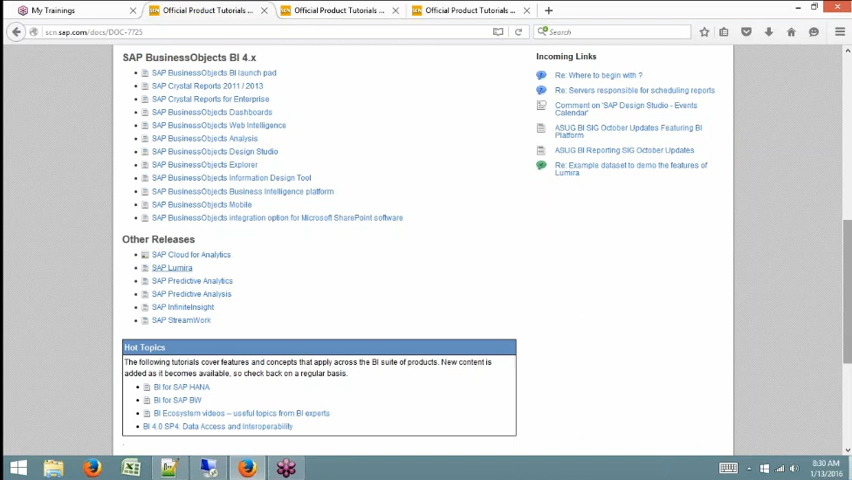 My Trainings
Official Product Tutorials ...
Official Product Tutorials ...
Official Product Tutorials ...
scn.sap.com/docs/DOC-7725
Search
SAP BusinessObjects BI 4.x
SAP BusinessObjects BI launch pad
SAP Crystal Reports 2011 / 2013
SAP Crystal Reports for Enterprise
SAP BusinessObjects Dashboards
SAP BusinessObjects Web Intelligence
SAP BusinessObjects Analysis
SAP BusinessObjects Design Studio
SAP BusinessObjects Explorer
SAP BusinessObjects Information Design Tool
SAP BusinessObjects Business Intelligence platform
SAP BusinessObjects Mobile
SAP BusinessObjects integration option for Microsoft SharePoint software
Other Releases
SAP Cloud for Analytics
SAP Lumira
SAP Predictive Analytics
SAP Predictive Analysis
SAP InfiniteInsight
SAP StreamWork
Hot Topics
The following tutorials cover features and concepts that apply across the BI suite of products. New content is
added as it becomes available, so check back on a regular basis.
BI for SAP HANA
BI for SAP BW
BI Ecosystem videos – useful topics from BI experts
BI 4.0 SP4: Data Access and Interoperability
Incoming Links
Re: Where to begin with ?
Re: Servers responsible for scheduling reports
Comment on 'SAP Design Studio - Events
Calendar'
ASUG BI SIG October Updates Featuring BI
Platform
ASUG BI Reporting SIG October Updates
Re: Example dataset to demo the features of
Lumira
8:30 AM
1/13/2016